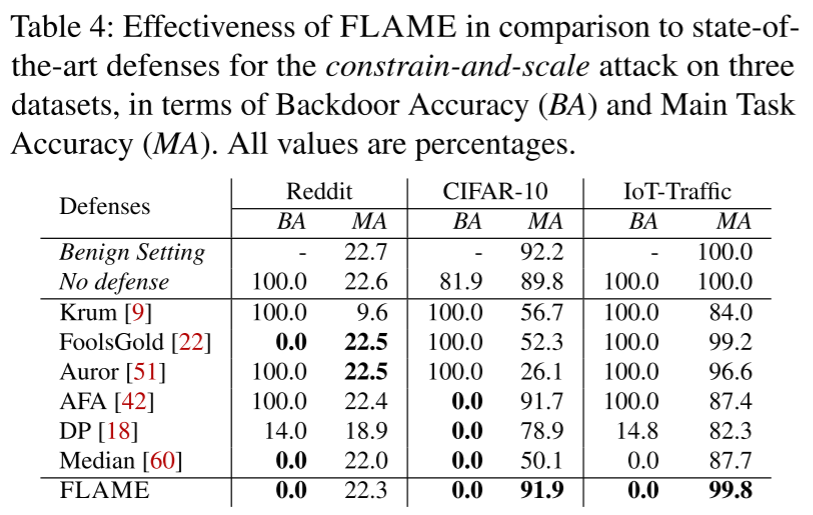 Table 4: Effectiveness of FLAME in comparison to state-of-
the-art defenses for the constrain-and-scale attack on three
datasets, in terms of Backdoor Accuracy (BA) and Main Task
Accuracy (MA). All values are percentages.
Defenses Reddit CIFAR-10 IoT-Traffic
BA MA BA MA BA MA
Benign Setting - 22.7 - 92.2 - 100.0
No defense 100.0 22.6 81.9 89.8 100.0 100.0
Krum [9] 100.0 9.6 100.0 56.7 100.0 84.0
FoolsGold [22] 0.0 22.5 100.0 52.3 100.0 99.2
Auror [51] 100.0 22.5 100.0 26.1 100.0 96.6
AFA [42] 100.0 22.4 0.0 91.7 100.0 87.4
DP [18] 14.0 18.9 0.0 78.9 14.8 82.3
Median [60] 0.0 22.0 0.0 50.1 0.0 87.7
FLAME 0.0 22.3 0.0 91.9 0.0 99.8